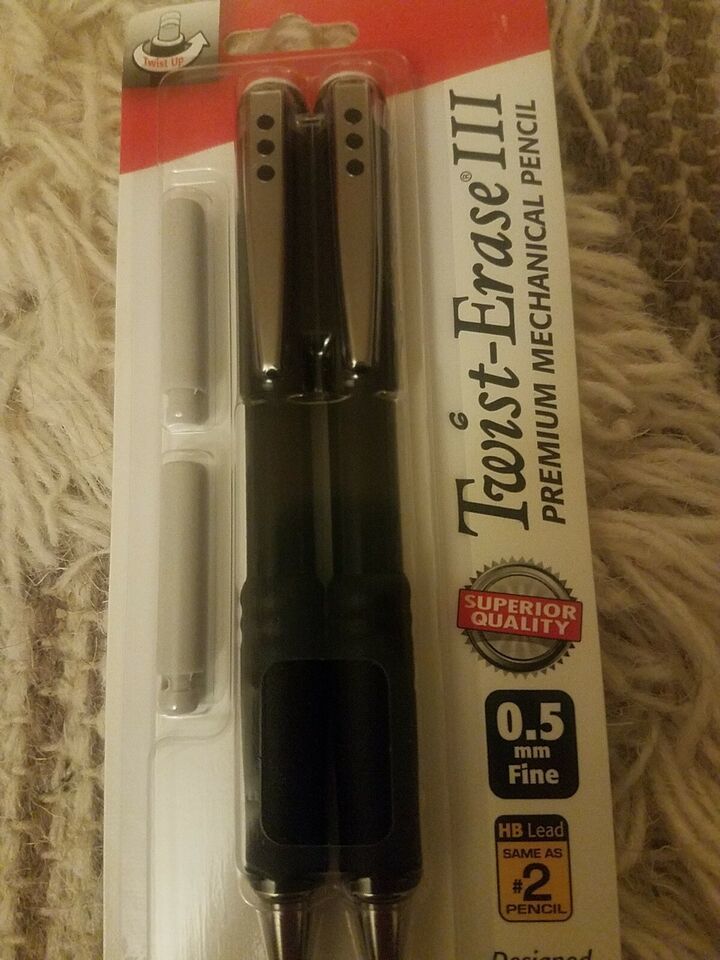 Twist Up
G
Twist-Erase® III
PREMIUM MECHANICAL PENCIL
SUPERIOR
QUALITY
0.5
mm
Fine
HB Lead
SAME AS
#2
PENCIL
Designed